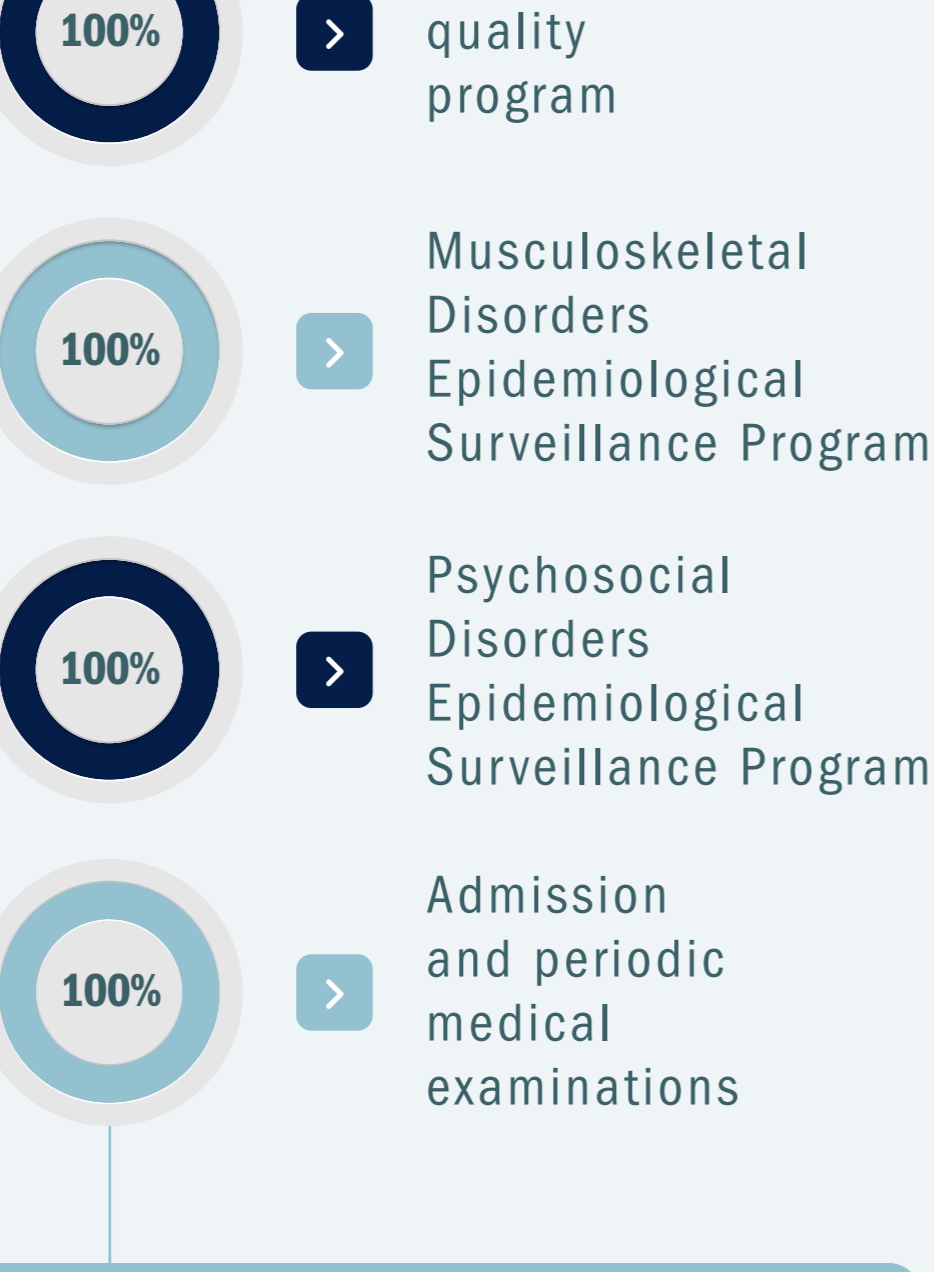 100%
quality
program
100%
Musculoskeletal
Disorders
Epidemiological
Surveillance Program
100%
Psychosocial
Disorders
Epidemiological
Surveillance Program
100%
Admission
and periodic
medical
examinations